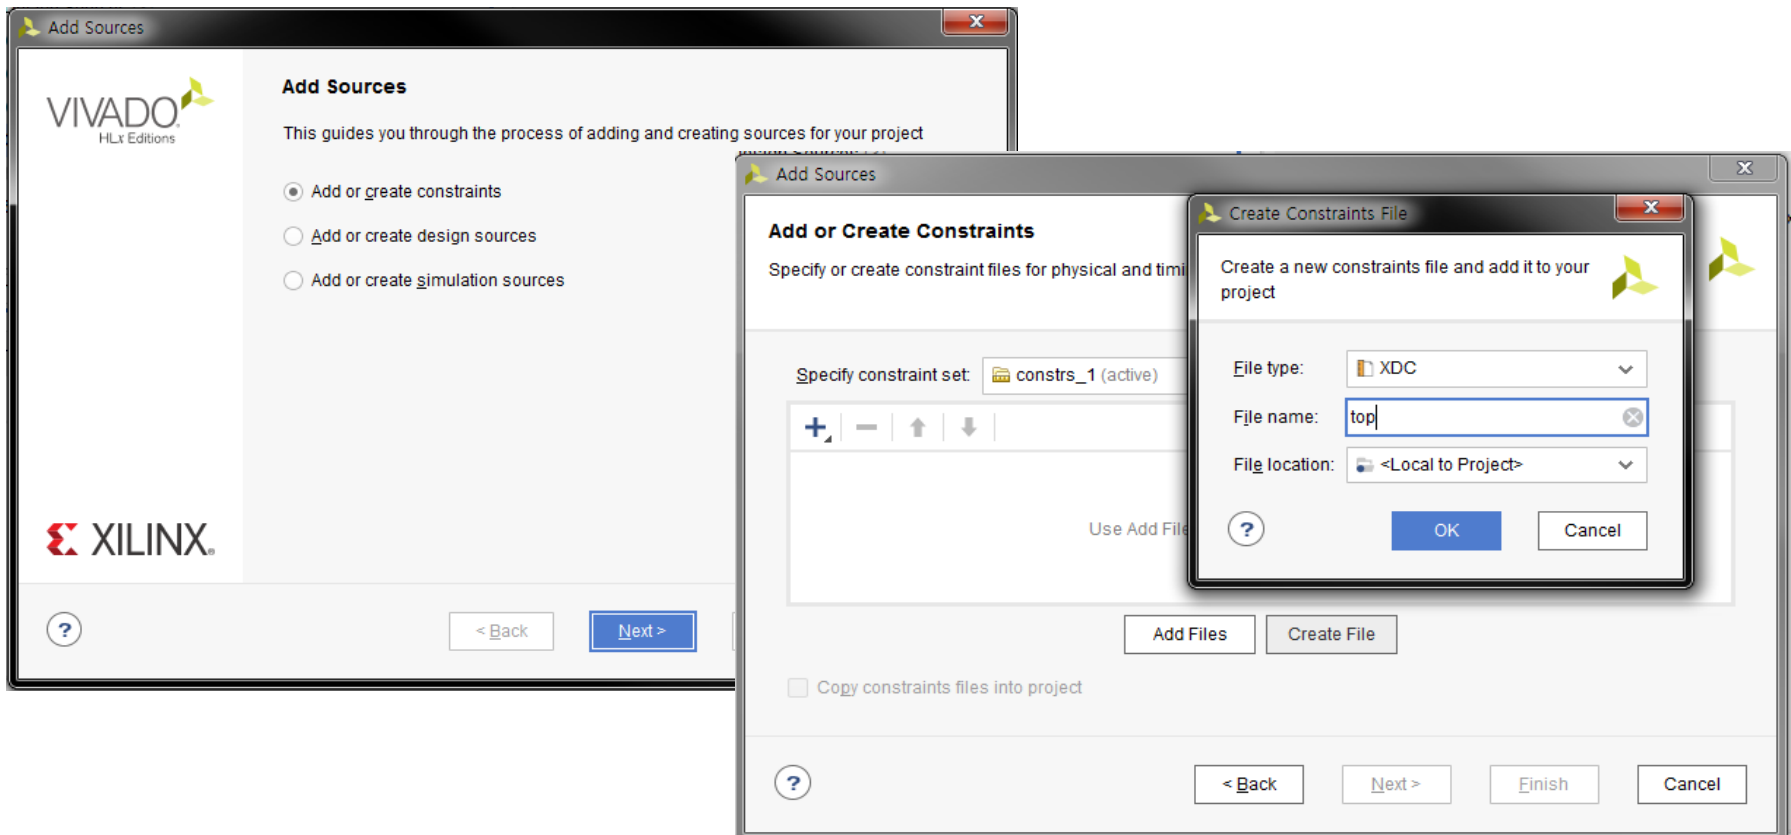 Add Sources
VIVADO
HLx Editions
Add Sources
This guides you through the process of adding and creating sources for your project
Add or create constraints
Add or create design sources
Add or create simulation sources
XILINX
?
< Back
Next >
Add Sources
Add or Create Constraints
Specify or create constraint files for physical and timi
Specify constraint set:
constrs_1 (active)
Use Add File
Add Files
Create File
Copy constraints files into project
?
< Back
Next >
Finish
Cancel
Create Constraints File
Create a new constraints file and add it to your
project
File type:
XDC
File name:
top
File location:
<Local to Project>
?
OK
Cancel